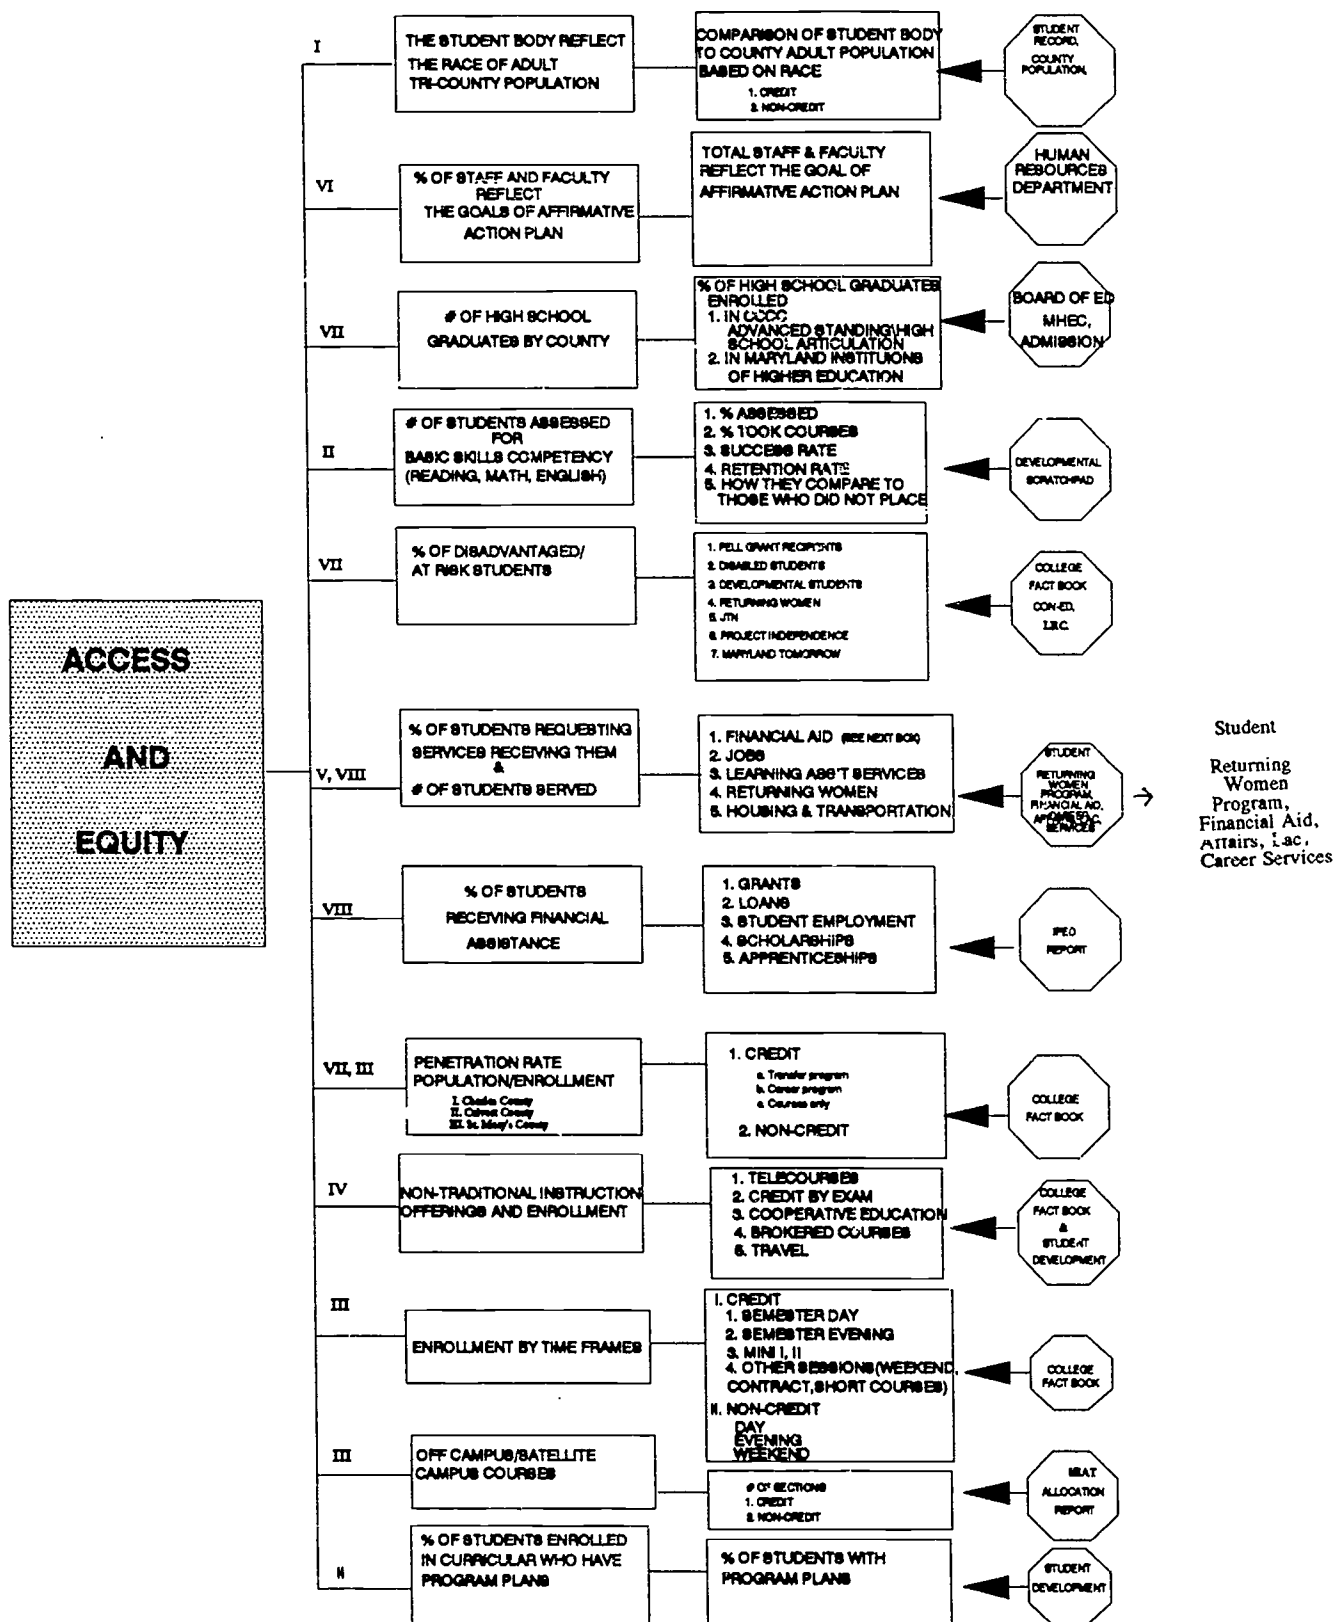 I
THE STUDENT BODY REFLECT
THE RACE OF ADULT
TRI-COUNTY POPULATION
COMPARISON OF STUDENT BODY
TO COUNTY ADULT POPULATION
BASED ON RACE
1. CREDIT
2. NON-CREDIT
STUDENT
RECORD,
COUNTY
POPULATION,
VI
% OF STAFF AND FACULTY
REFLECT
THE GOALS OF AFFIRMATIVE
ACTION PLAN
TOTAL STAFF & FACULTY
REFLECT THE GOAL OF
AFFIRMATIVE ACTION PLAN
HUMAN
RESOURCES
DEPARTMENT
VII
# OF HIGH SCHOOL
GRADUATES BY COUNTY
% OF HIGH SCHOOL GRADUATES
ENROLLED
1. IN CCCC
ADVANCED STANDING\HIGH
SCHOOL ARTICULATION
2. IN MARYLAND INSTITUIONS
OF HIGHER EDUCATION
BOARD OF ED
MHEC,
ADMISSION
II
# OF STUDENTS ASSESSED
FOR
BASIC SKILLS COMPETENCY
(READING, MATH, ENGLISH)
1. % ASSESSED
2. % TOOK COURSES
3. SUCCESS RATE
4. RETENTION RATE
5. HOW THEY COMPARE TO
THOSE WHO DID NOT PLACE
DEVELOPMENTAL
SCRATCHPAD
VII
% OF DISADVANTAGED/
AT RISK STUDENTS
1. PELL GRANT RECIPIENTS
2. DISABLED STUDENTS
3. DEVELOPMENTAL STUDENTS
4. RETURNING WOMEN
5.
6. PROJECT INDEPENDENCE
7. MARYLAND TOMORROW
COLLEGE
FACT BOOK
CON-ED,
ACCESS
AND
EQUITY
V, VIII
% OF STUDENTS REQUESTING
SERVICES RECEIVING THEM
&
# OF STUDENTS SERVED
1. FINANCIAL AID (SEE NEXT BOX)
2. JOBS
3. LEARNING ASS'T SERVICES
4. RETURNING WOMEN
5. HOUSING & TRANSPORTATION
STUDENT
RETURNING
WOMEN
PROGRAM,
FINANCIAL AID,
SERVICES
Student
Returning
Women
Program,
Financial Aid,
Affairs, Lac,
Career Services
VIII
% OF STUDENTS
RECEIVING FINANCIAL
ASSISTANCE
1. GRANTS
2. LOANS
3. STUDENT EMPLOYMENT
4. SCHOLARSHIPS
5. APPRENTICESHIPS
IPED
REPORT
VII, III
PENETRATION RATE
POPULATION/ENROLLMENT
I. Charles County
II. Calvert County
III. St. Mary's County
1. CREDIT
a. Transfer program
b. Career program
c. Courses only
2. NON-CREDIT
COLLEGE
FACT BOOK
IV
NON-TRADITIONAL INSTRUCTION
OFFERINGS AND ENROLLMENT
1. TELECOURSES
2. CREDIT BY EXAM
3. COOPERATIVE EDUCATION
4. BROKERED COURSES
5. TRAVEL
COLLEGE
FACT BOOK
&
STUDENT
DEVELOPMENT
III
ENROLLMENT BY TIME FRAMES
I. CREDIT
1. SEMESTER DAY
2. SEMESTER EVENING
3. MINI I, II
4. OTHER SESSIONS(WEEKEND,
CONTRACT,SHORT COURSES)
II. NON-CREDIT
DAY
EVENING
WEEKEND
COLLEGE
FACT BOOK
III
OFF CAMPUS/SATELLITE
CAMPUS COURSES
# OF SECTIONS
1. CREDIT
2. NON-CREDIT
ALLOCATION
REPORT
II
% OF STUDENTS ENROLLED
IN CURRICULAR WHO HAVE
PROGRAM PLANS
% OF STUDENTS WITH
PROGRAM PLANS
STUDENT
DEVELOPMENT